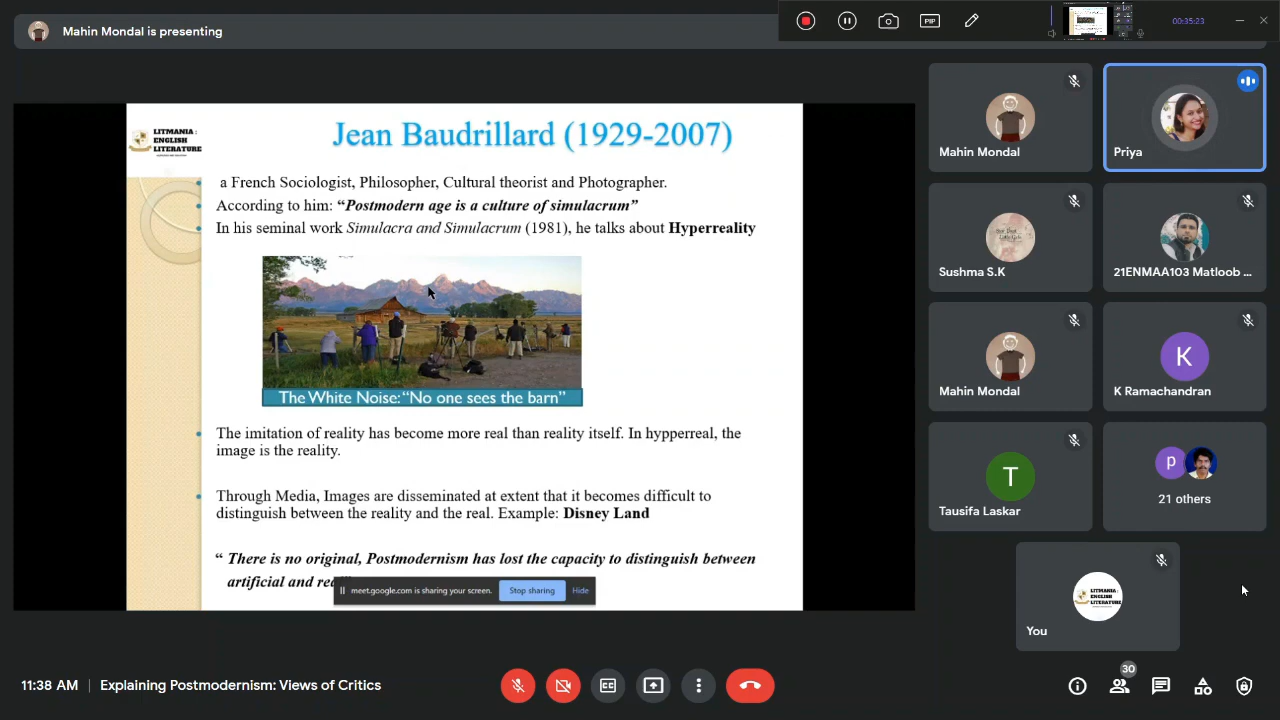 Mahin Mondal is presenting
PIP
00:35:23
LITMANIA :
ENGLISH
LITERATURE
Jean Baudrillard (1929-2007)
a French Sociologist, Philosopher, Cultural theorist and Photographer.
According to him: “Postmodern age is a culture of simulacrum”
In his seminal work Simulacra and Simulacrum (1981), he talks about Hyperreality
The White Noise: “No one sees the barn”
The imitation of reality has become more real than reality itself. In hypperreal, the
image is the reality.
Through Media, Images are disseminated at extent that it becomes difficult to
distinguish between the reality and the real. Example: Disney Land
“ There is no original, Postmodernism has lost the capacity to distinguish between
artificial and
meet.google.com is sharing your screen.
Stop sharing
Hide
Mahin Mondal
Priya
Sushma S.K
21ENMAA103 Matloob ...
Mahin Mondal
K
K Ramachandran
T
Tausifa Laskar
p
21 others
LITMANIA :
ENGLISH
LITERATURE
You
11:38 AM
Explaining Postmodernism: Views of Critics
30